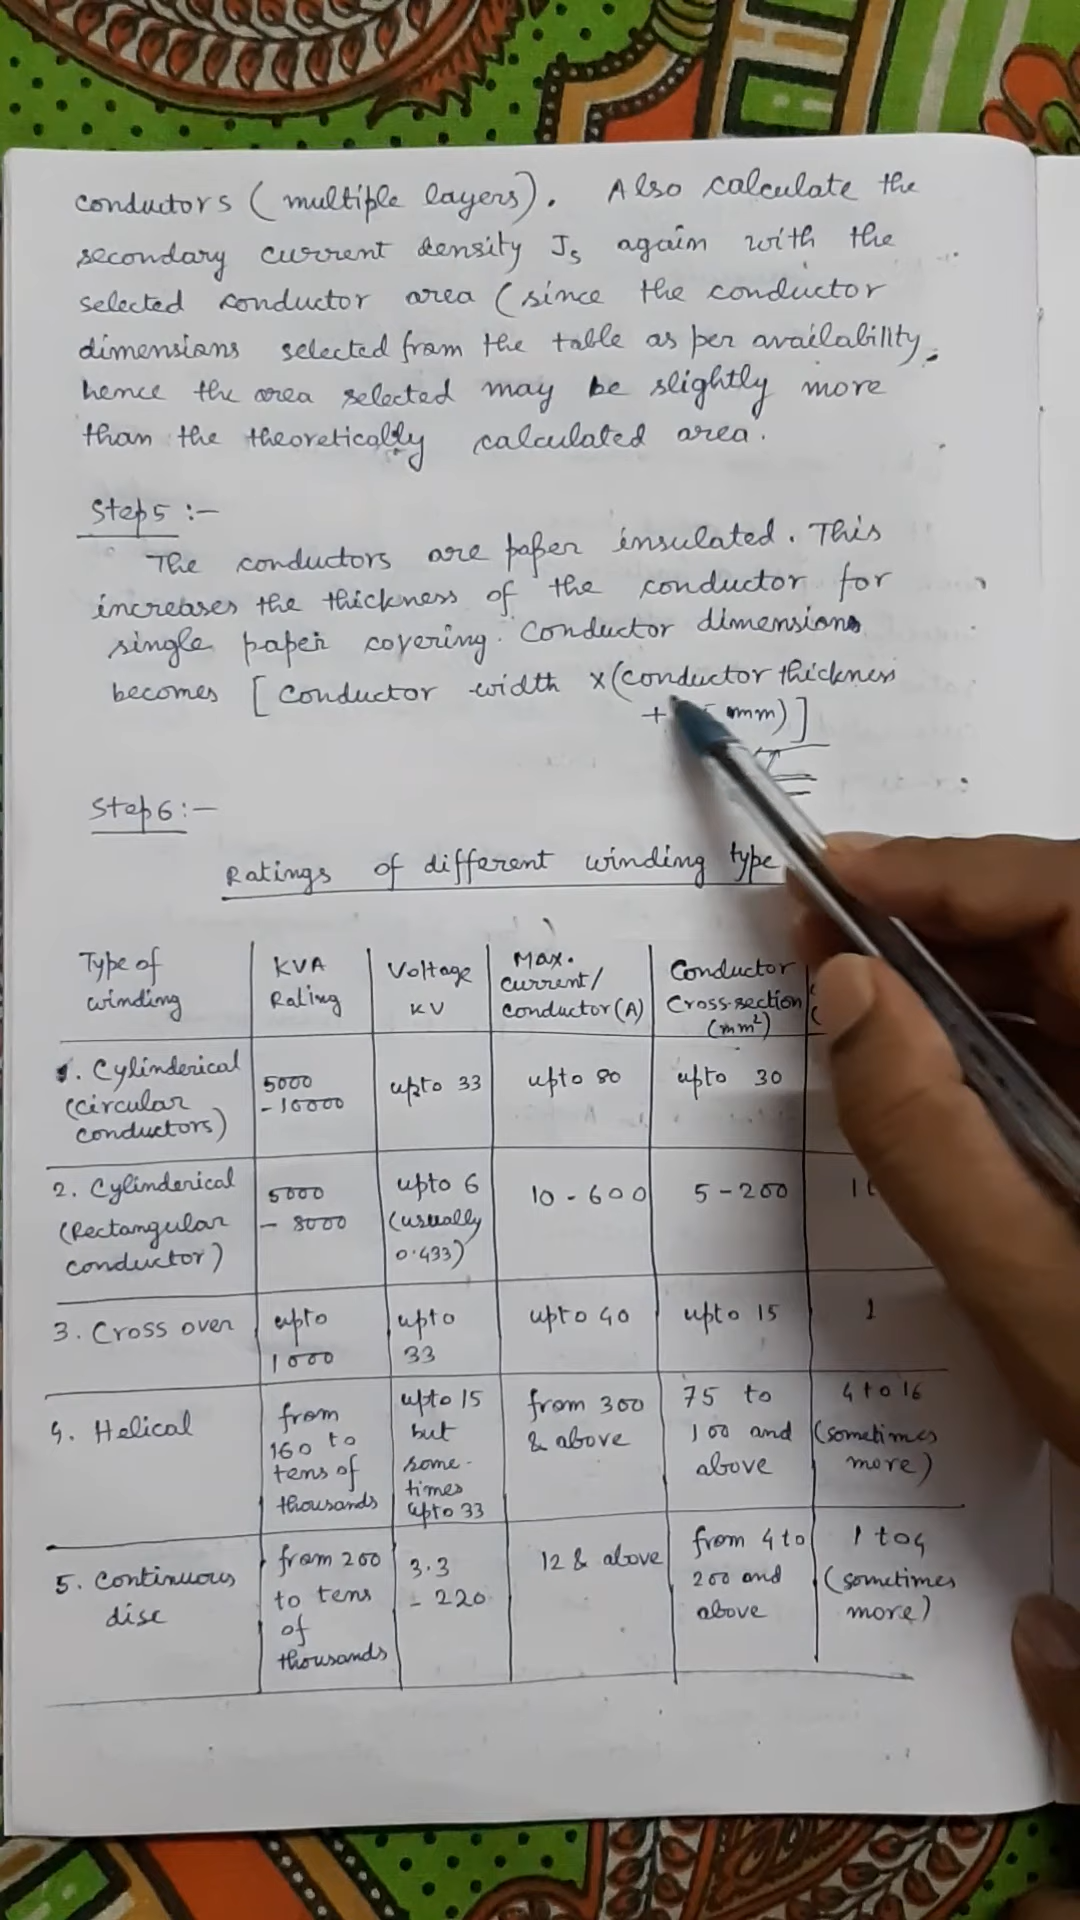 conductors (multiple layers). Also calculate the
secondary current density Js again with the
selected conductor area (since the conductor
dimensions selected from the table as per availability,
hence the area selected may be slightly more
than the theoretically calculated area.
Step5 :-
The conductors are paper insulated. This
increases the thickness of the conductor for
single paper covering. Conductor dimensions
becomes [Conductor width x (conductor thickness
+ mm)]
Step6 :-
Ratings of different winding type
Type of winding
KVA Rating
Voltage KV
Max. current/ conductor (A)
Conductor cross-section (mm²)
1. Cylinderical (circular conductors)
5000 - 10000
upto 33
upto 80
upto 30
2. Cylinderical (Rectangular conductor)
5000 - 8000
upto 6 (usually 0.433)
10 - 600
5 - 200
3. Cross over
upto 1000
upto 33
upto 40
upto 15
1
4. Helical
from 160 to tens of thousands
upto 15 but some-times upto 33
from 300 & above
75 to 100 and above
4 to 16 (sometimes more)
5. Continuous disc
from 200 to tens of thousands
3.3 - 220
12 & above
from 4 to 200 and above
1 to 4 (sometimes more)